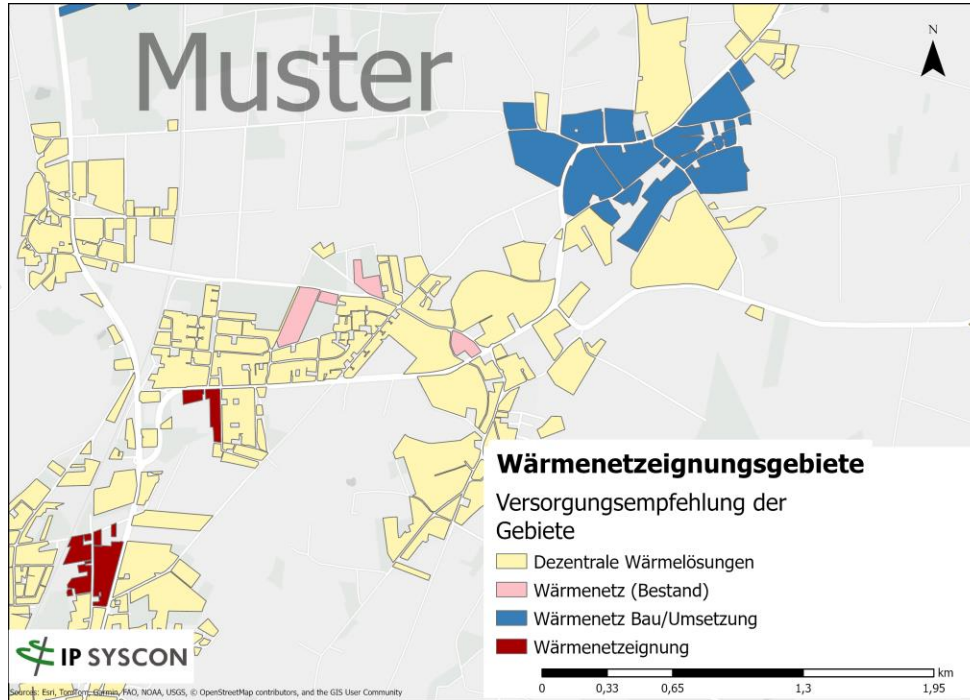 Muster
N
Wärmenetzeignungsgebiete
Versorgungsempfehlung der
Gebiete
Dezentrale Wärmelösungen
Wärmenetz (Bestand)
Wärmenetz Bau/Umsetzung
Wärmenetzeignung
km
0 0,33 0,65 1,3 1,95
IP SYSCON
Sources: Esri, TomTom, Garmin, FAO, NOAA, USGS, © OpenStreetMap contributors, and the GIS User Community